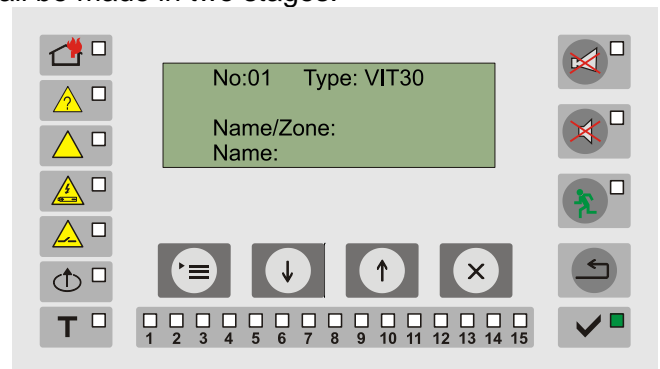 all be made in two stages.
No:01 Type: VIT30
Name/Zone:
Name:
?
T
1 2 3 4 5 6 7 8 9 10 11 12 13 14 15